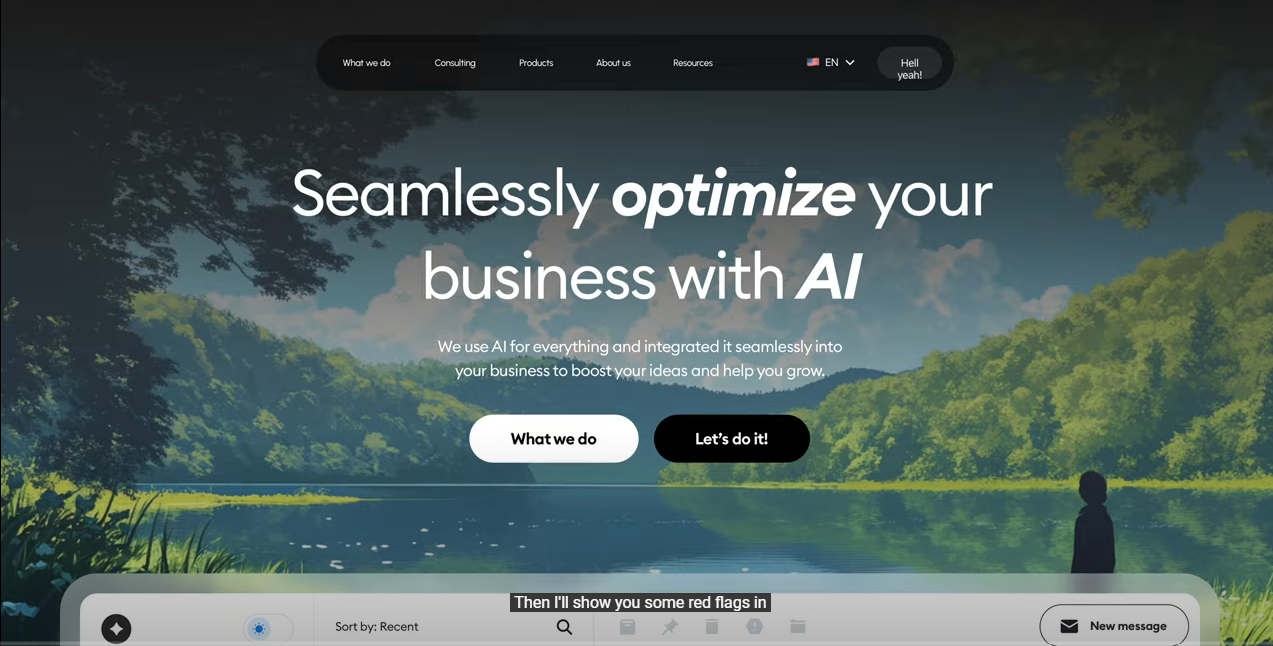 What we do
Consulting
Products
About us
Resources
EN
Hell
yeah!
Seamlessly optimize your
business with AI
We use AI for everything and integrated it seamlessly into
your business to boost your ideas and help you grow.
What we do
Let's do it!
Then I'll show you some red flags in
Sort by: Recent
New message